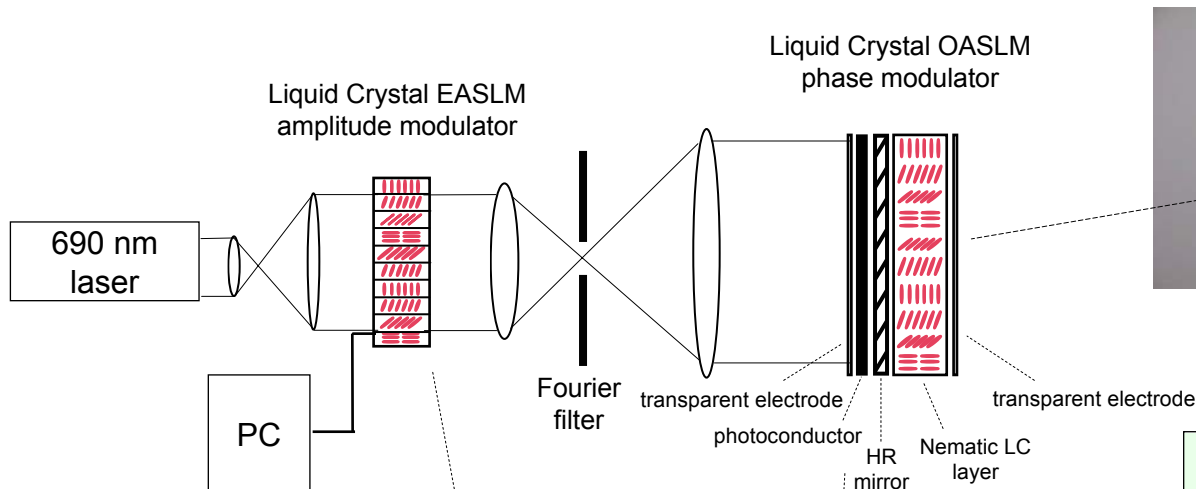 Liquid Crystal OASLM
phase modulator
Liquid Crystal EASLM
amplitude modulator
690 nm
laser
PC
Fourier
filter
transparent electrode
photoconductor
HR
mirror
Nematic LC
layer
transparent electrode